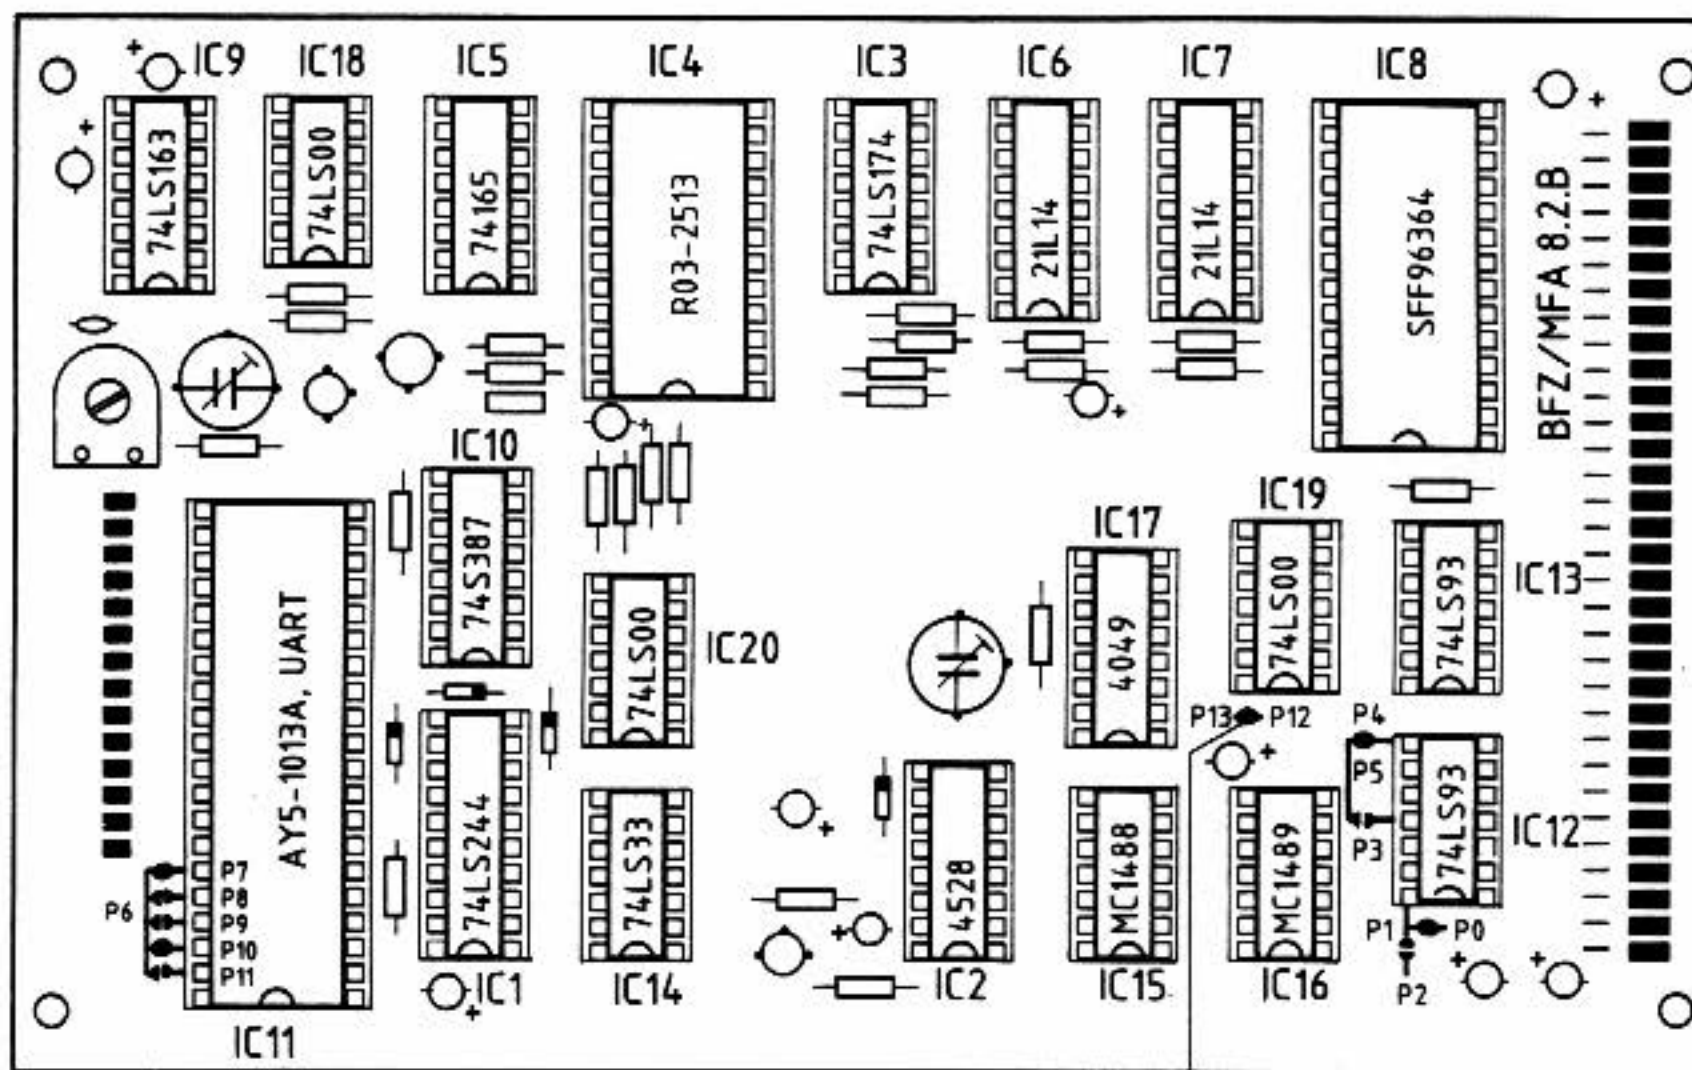 IC9 IC18 IC5 IC4 IC3 IC6 IC7 IC8
74LS163
74LS00
74165
R03-2513
74LS174
21L14
21L14
SFF96364
BFZ/MFA 8.2.B
IC10
74S387
IC17
4049
IC19
74LS00
IC13
74LS93
AY5-1013A, UART
IC20
74LS00
P13 P12
P4
P5
P3
IC12
74LS93
74LS244
74LS33
4528
MC1488
MC1489
P6
P7
P8
P9
P10
P11
P1 P0
P2
IC1 IC14 IC2 IC15 IC16
IC11